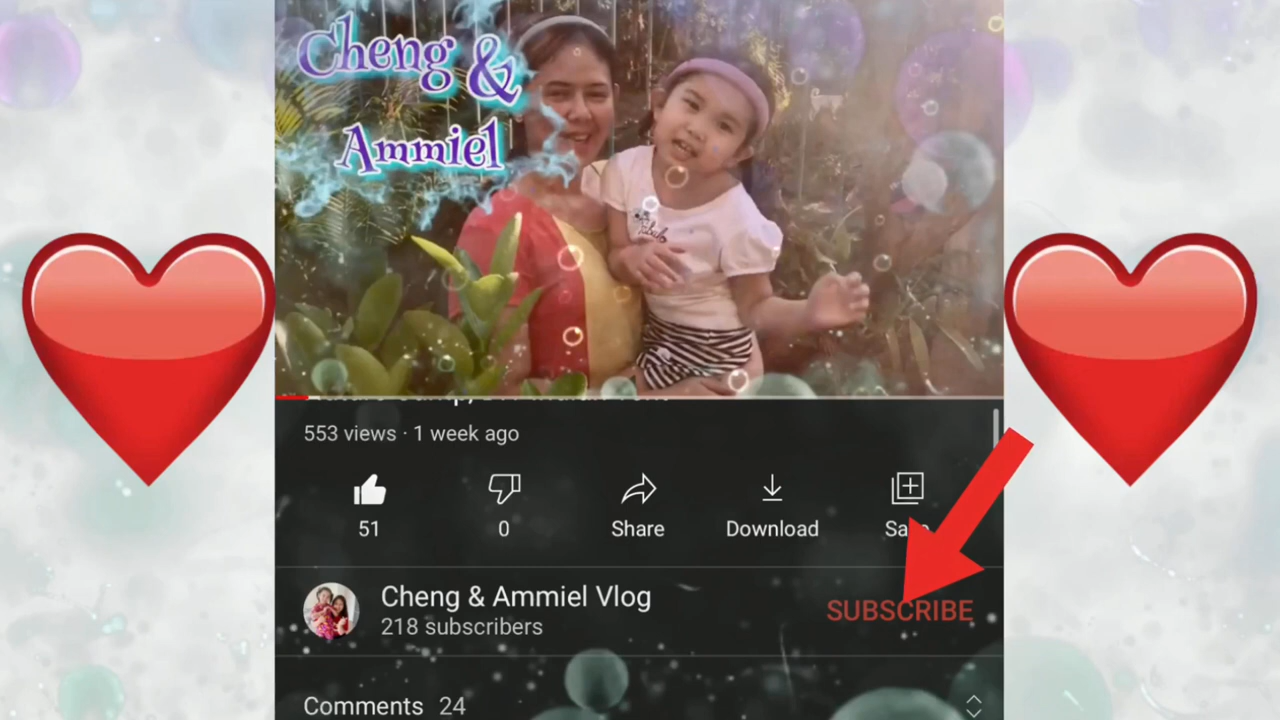 Cheng &
Ammiel
553 views · 1 week ago
51
0
Share
Download
SUBSCRIBE
Cheng & Ammiel Vlog
218 subscribers
Comments 24